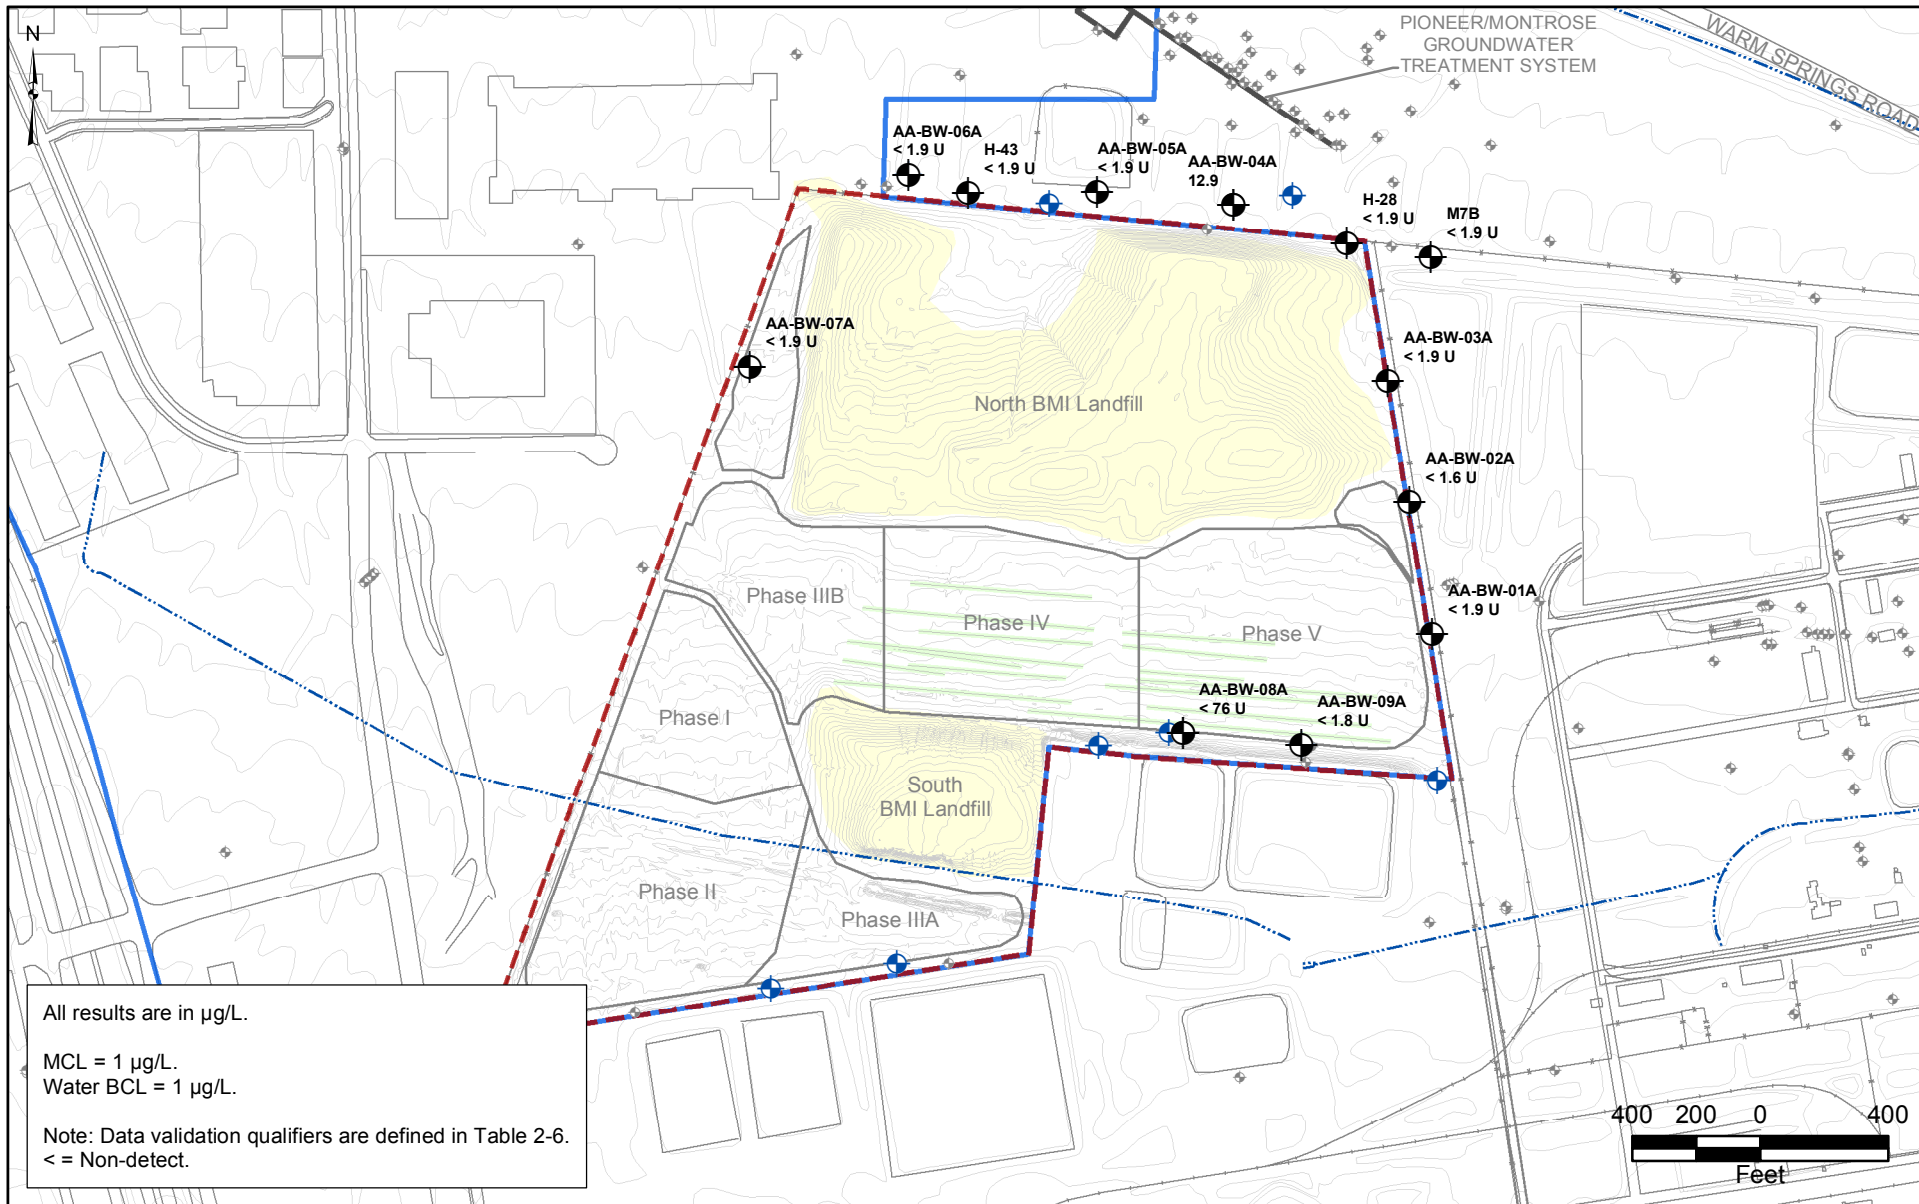 N
PIONEER/MONTROSE
GROUNDWATER
TREATMENT SYSTEM
WARM SPRINGS ROAD
AA-BW-06A
< 1.9 U
H-43
< 1.9 U
AA-BW-05A
< 1.9 U
AA-BW-04A
12.9
H-28
< 1.9 U
M7B
< 1.9 U
AA-BW-07A
< 1.9 U
AA-BW-03A
< 1.9 U
North BMI Landfill
AA-BW-02A
< 1.6 U
AA-BW-01A
< 1.9 U
Phase IIIB
Phase IV
Phase V
AA-BW-08A
< 76 U
AA-BW-09A
< 1.8 U
Phase I
South
BMI Landfill
Phase II
Phase IIIA
All results are in µg/L.
MCL = 1 µg/L.
Water BCL = 1 µg/L.
Note: Data validation qualifiers are defined in Table 2-6.
< = Non-detect.
400 200 0 400
Feet